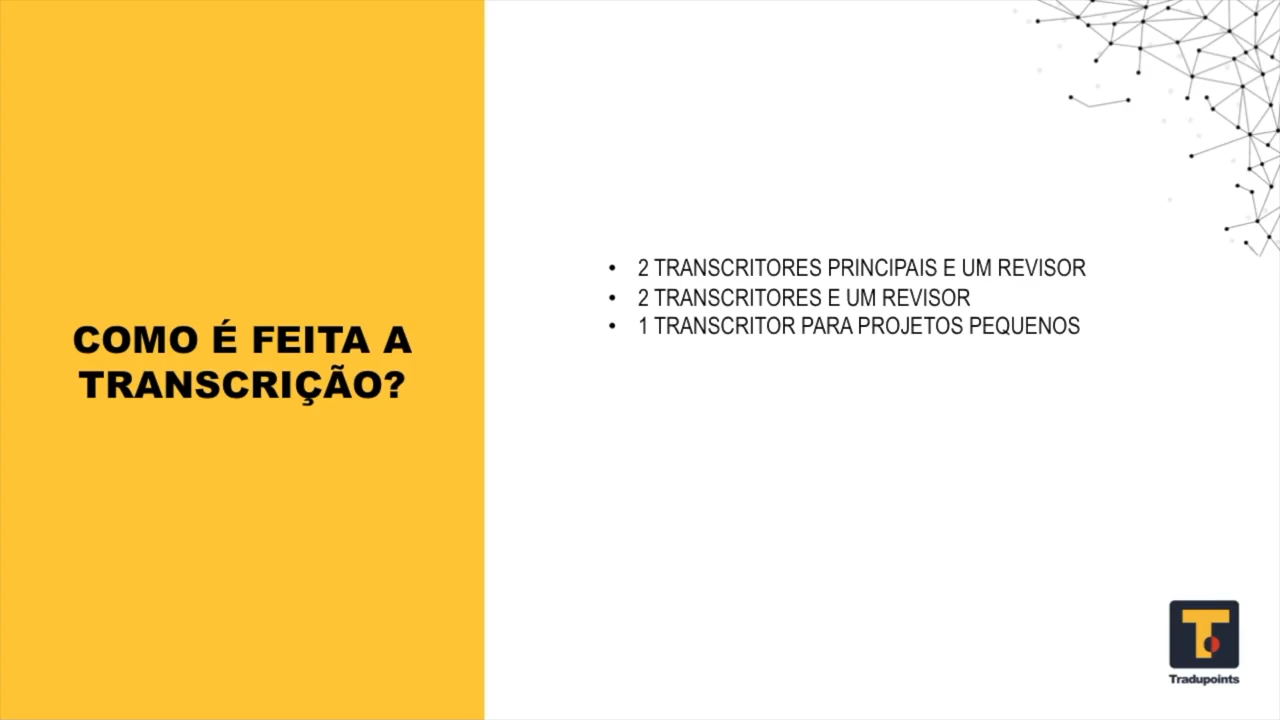 COMO É FEITA A
TRANSCRIÇÃO?
• 2 TRANSCRITORES PRINCIPAIS E UM REVISOR
• 2 TRANSCRITORES E UM REVISOR
• 1 TRANSCRITOR PARA PROJETOS PEQUENOS
T
Tradupoints